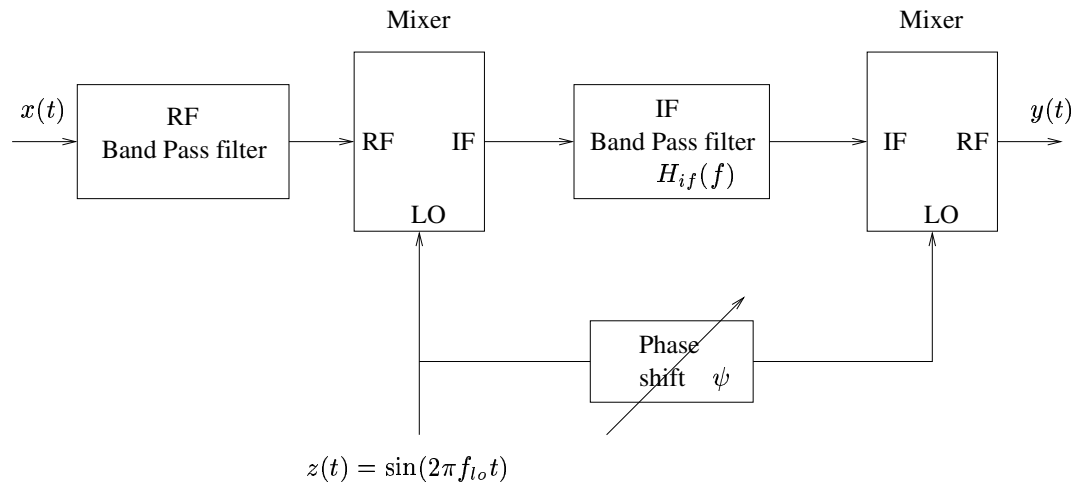 Mixer
Mixer
x(t)
RF
Band Pass filter
RF
IF
LO
IF
Band Pass filter
H_{if}(f)
IF
RF
LO
y(t)
Phase
shift ψ
z(t) = sin(2πf_{lo}t)